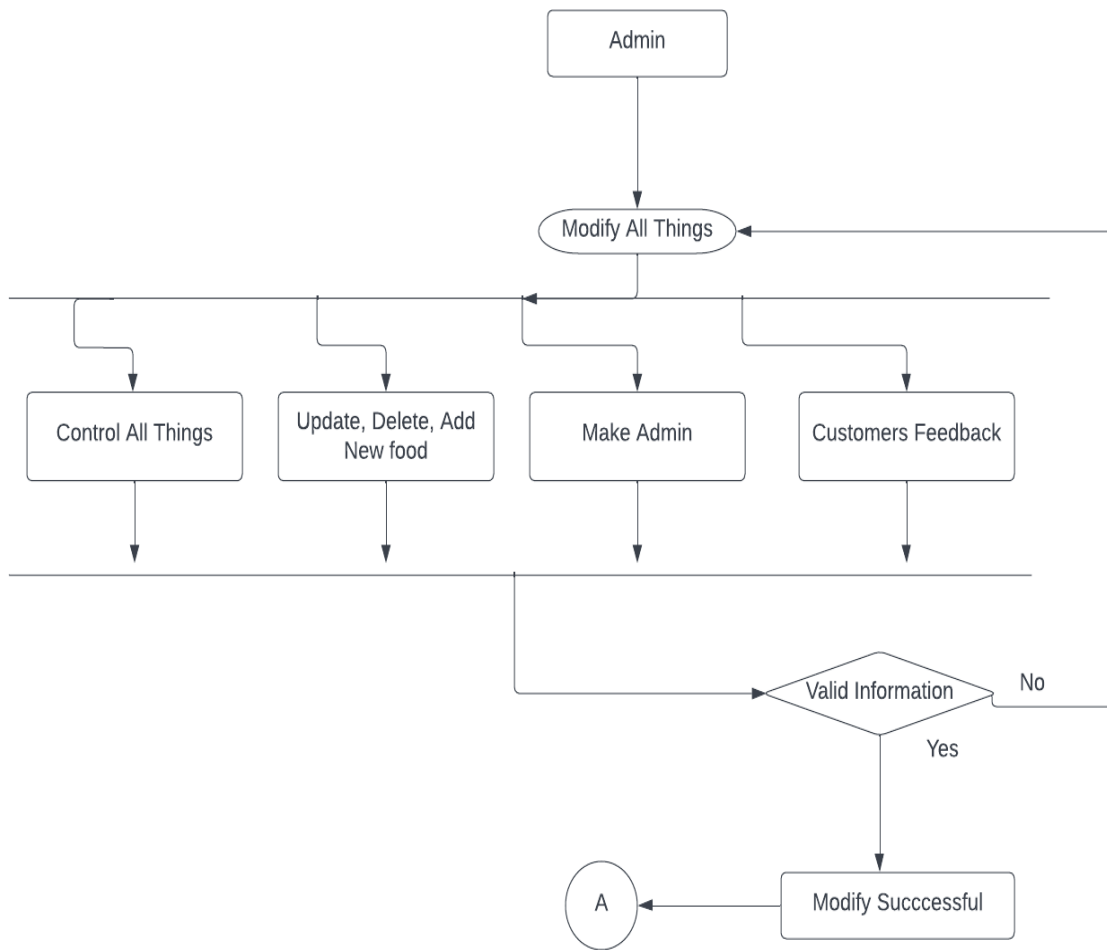 Admin
Modify All Things
Control All Things
Update, Delete, Add
New food
Make Admin
Customers Feedback
Valid Information
No
Yes
A
Modify Succcessful